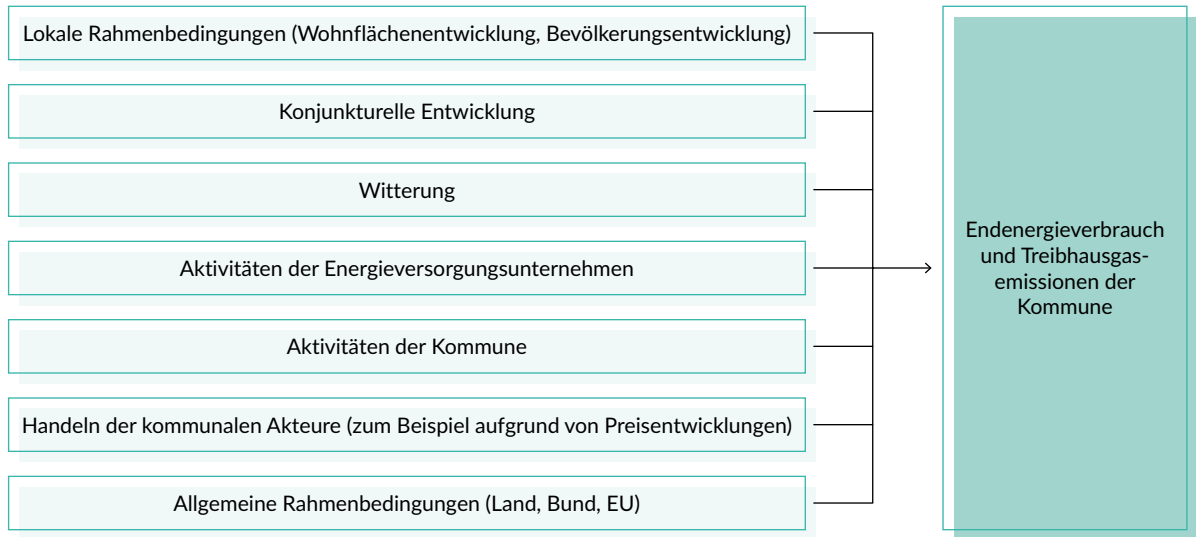 Lokale Rahmenbedingungen (Wohnflächenentwicklung, Bevölkerungsentwicklung)
Konjunkturelle Entwicklung
Witterung
Aktivitäten der Energieversorgungsunternehmen
Aktivitäten der Kommune
Handeln der kommunalen Akteure (zum Beispiel aufgrund von Preisentwicklungen)
Allgemeine Rahmenbedingungen (Land, Bund, EU)
Endenergieverbrauch
und Treibhausgas-
emissionen der
Kommune